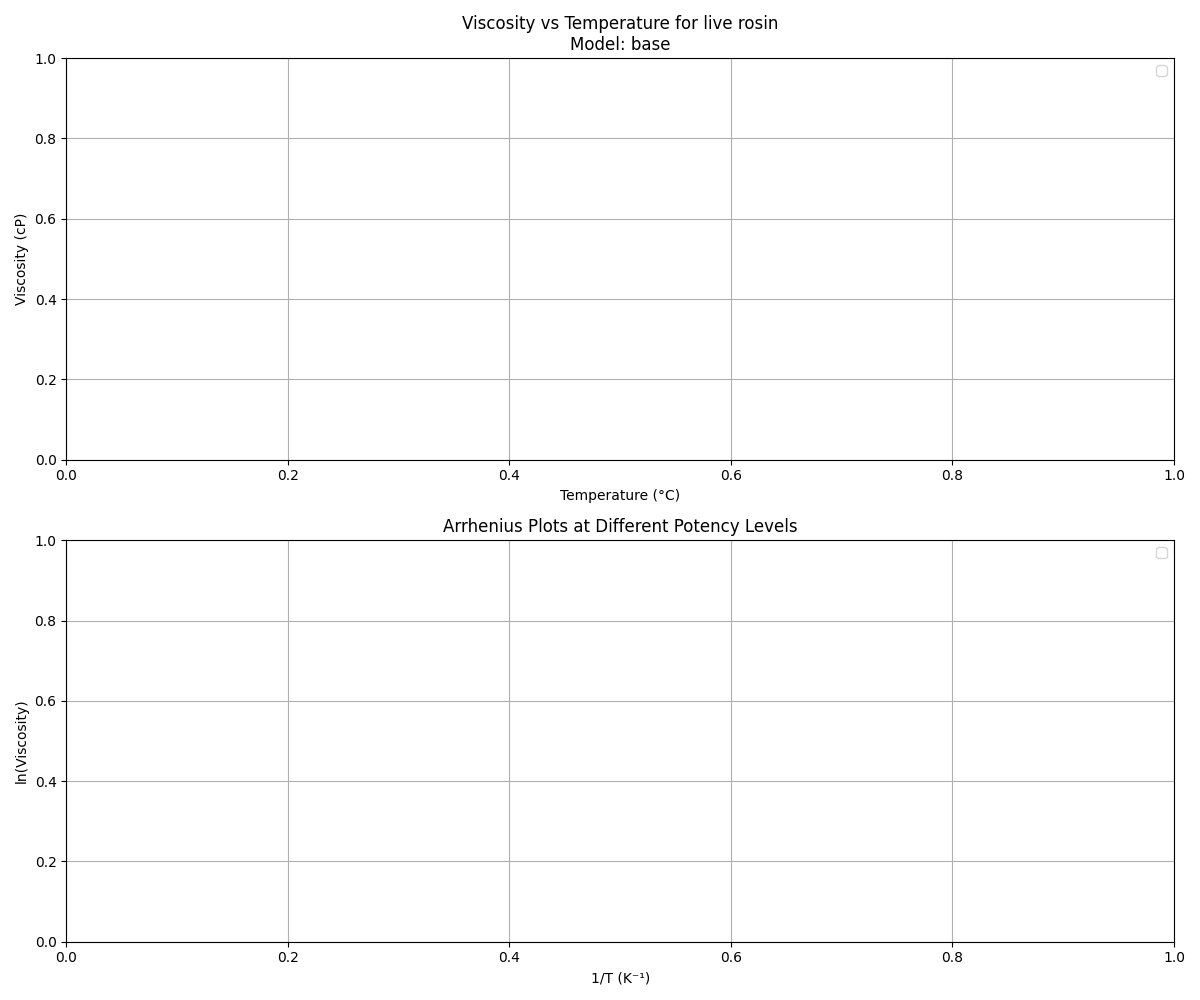 Viscosity vs Temperature for live rosin
Model: base
1.0
0.8
0.6
0.4
0.2
0.0
Viscosity (cP)
0.0 0.2 0.4 0.6 0.8 1.0
Temperature (°C)
Arrhenius Plots at Different Potency Levels
1.0
0.8
0.6
0.4
0.2
0.0
ln(Viscosity)
0.0 0.2 0.4 0.6 0.8 1.0
1/T (K⁻¹)